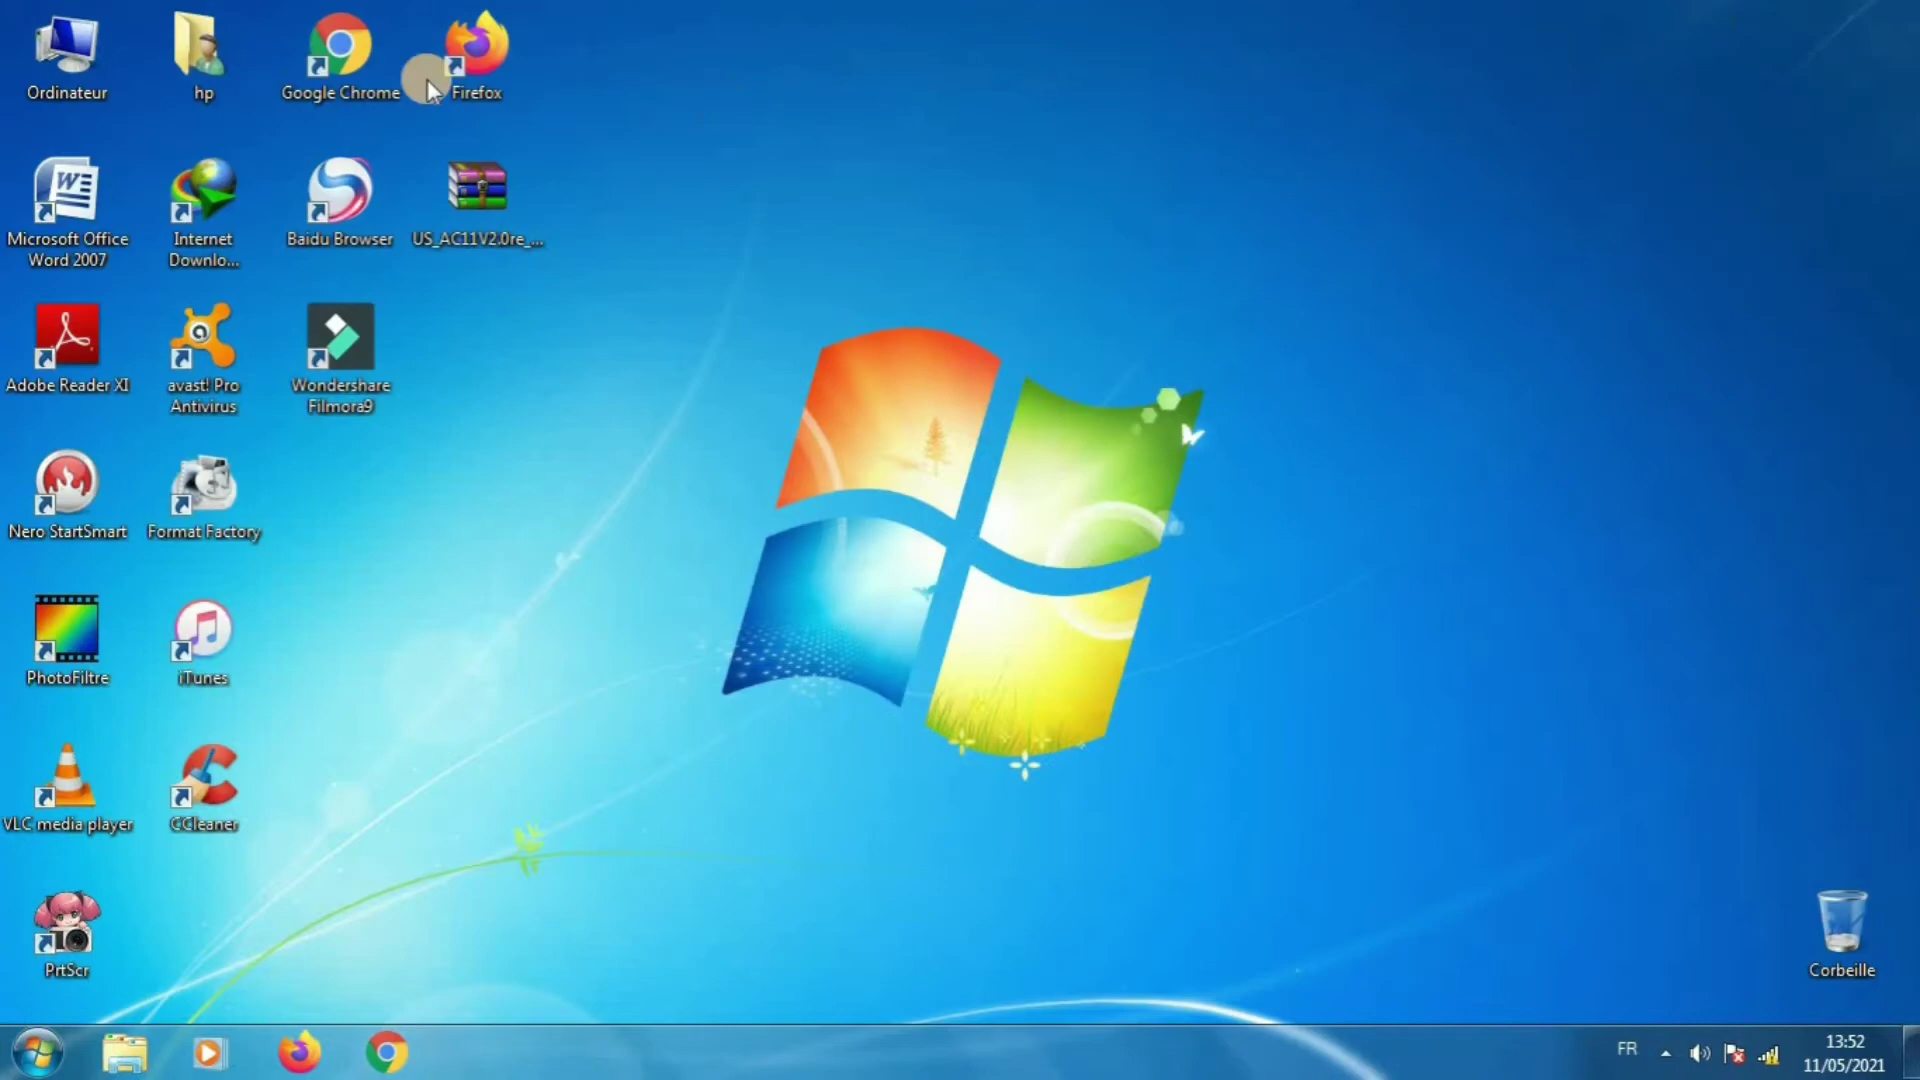 Ordinateur
hp
Google Chrome
Firefox
Microsoft Office
Word 2007
Internet
Downlo...
Baidu Browser
US_AC11V2.0re_...
Adobe Reader XI
avast! Pro
Antivirus
Wondershare
Filmora9
Nero StartSmart
Format Factory
PhotoFiltre
iTunes
VLC media player
CCleaner
PrtScr
Corbeille
FR
13:52
11/05/2021